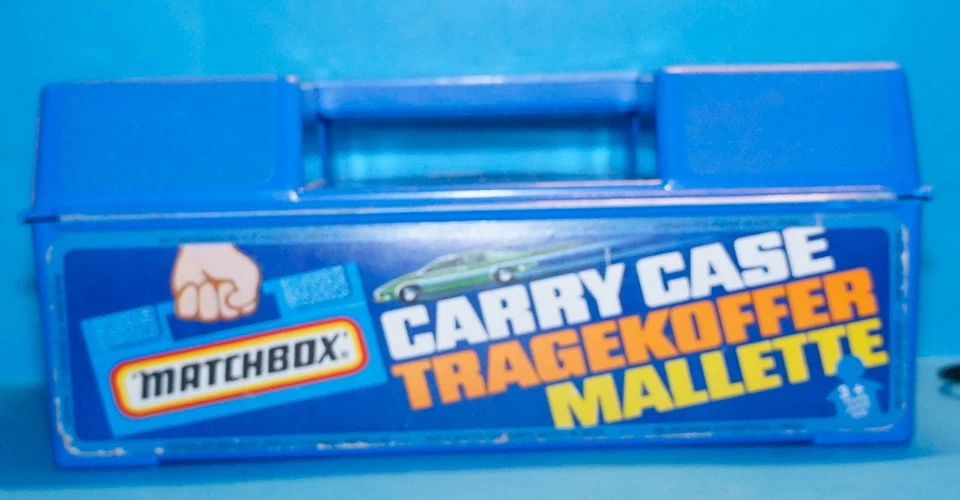 MATCHBOX
CARRY CASE
TRAGEKOFFER
MALLETTE